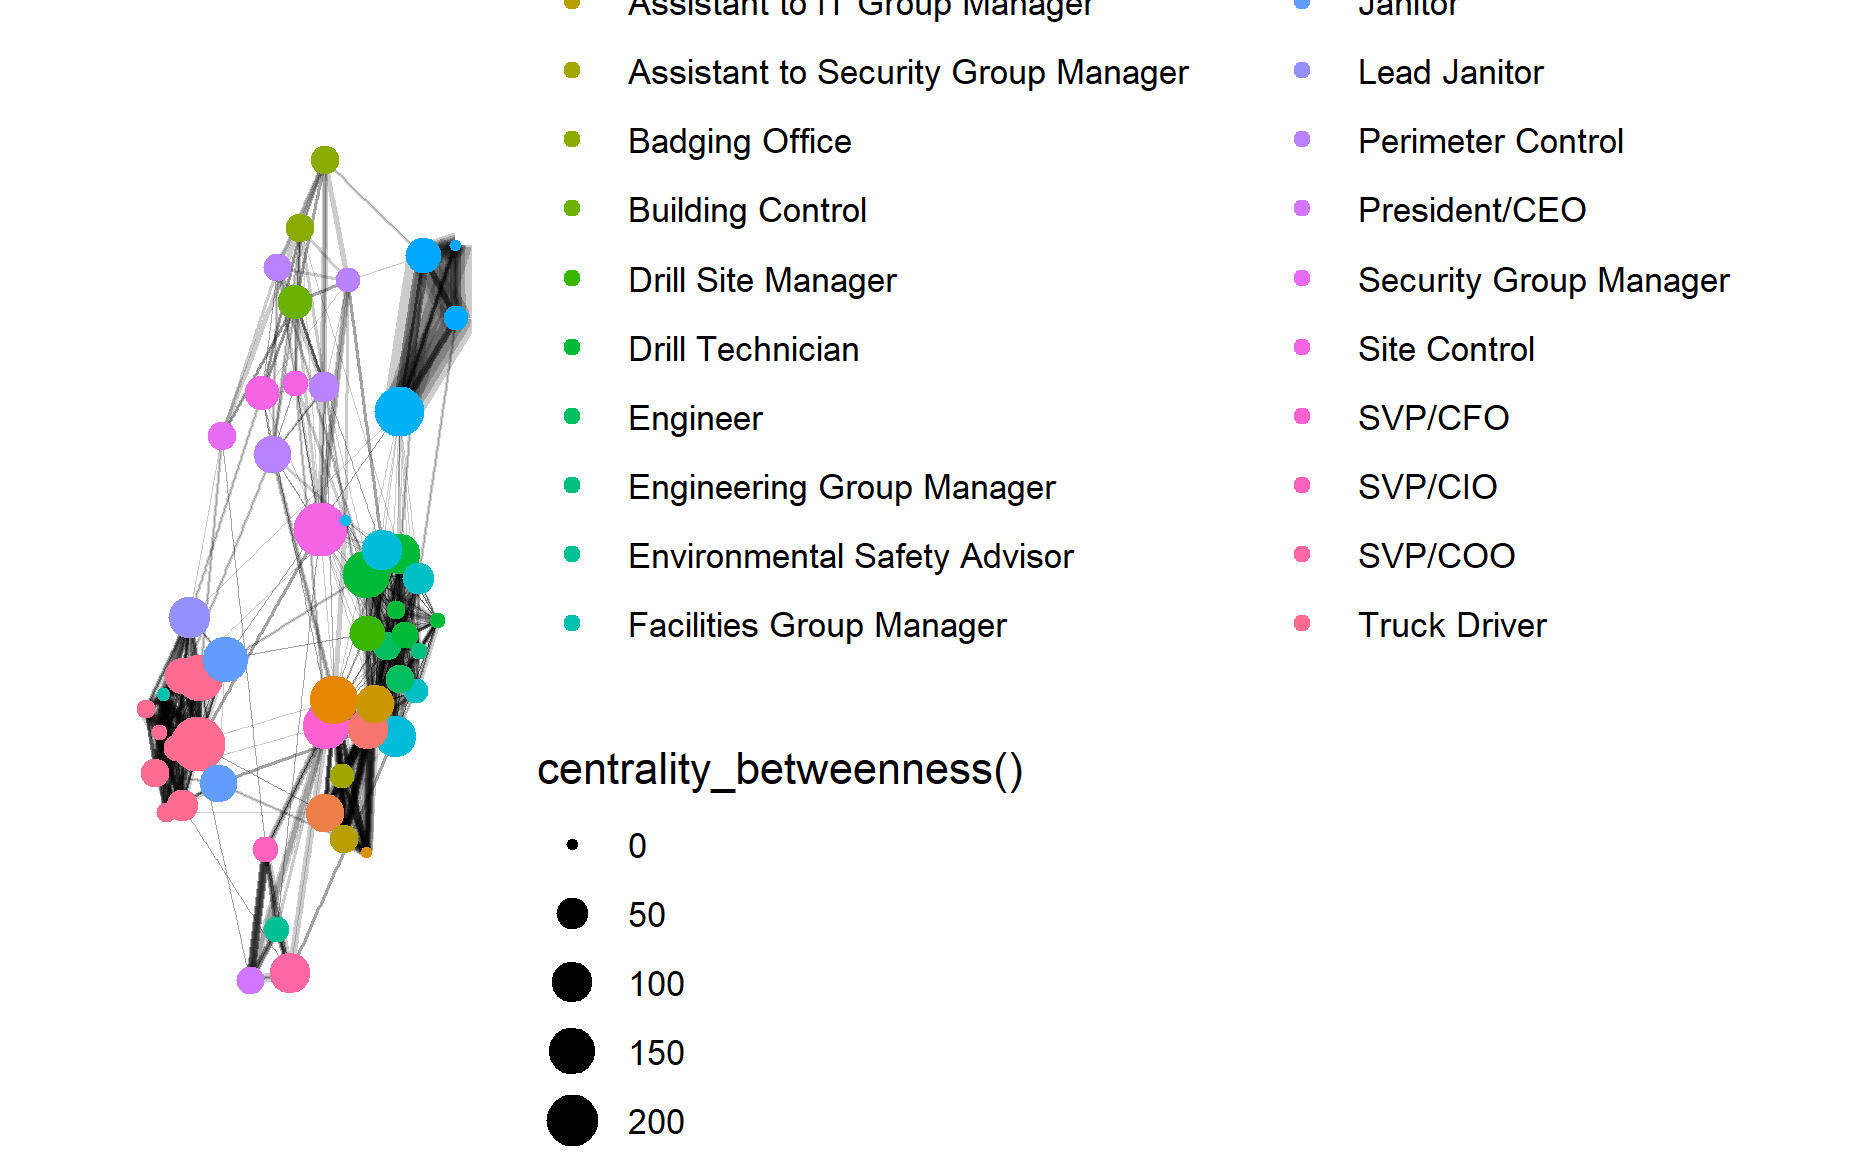 Assistant to IT Group Manager
Assistant to Security Group Manager
Badging Office
Building Control
Drill Site Manager
Drill Technician
Engineer
Engineering Group Manager
Environmental Safety Advisor
Facilities Group Manager
Janitor
Lead Janitor
Perimeter Control
President/CEO
Security Group Manager
Site Control
SVP/CFO
SVP/CIO
SVP/COO
Truck Driver
centrality_betweenness()
0
50
100
150
200